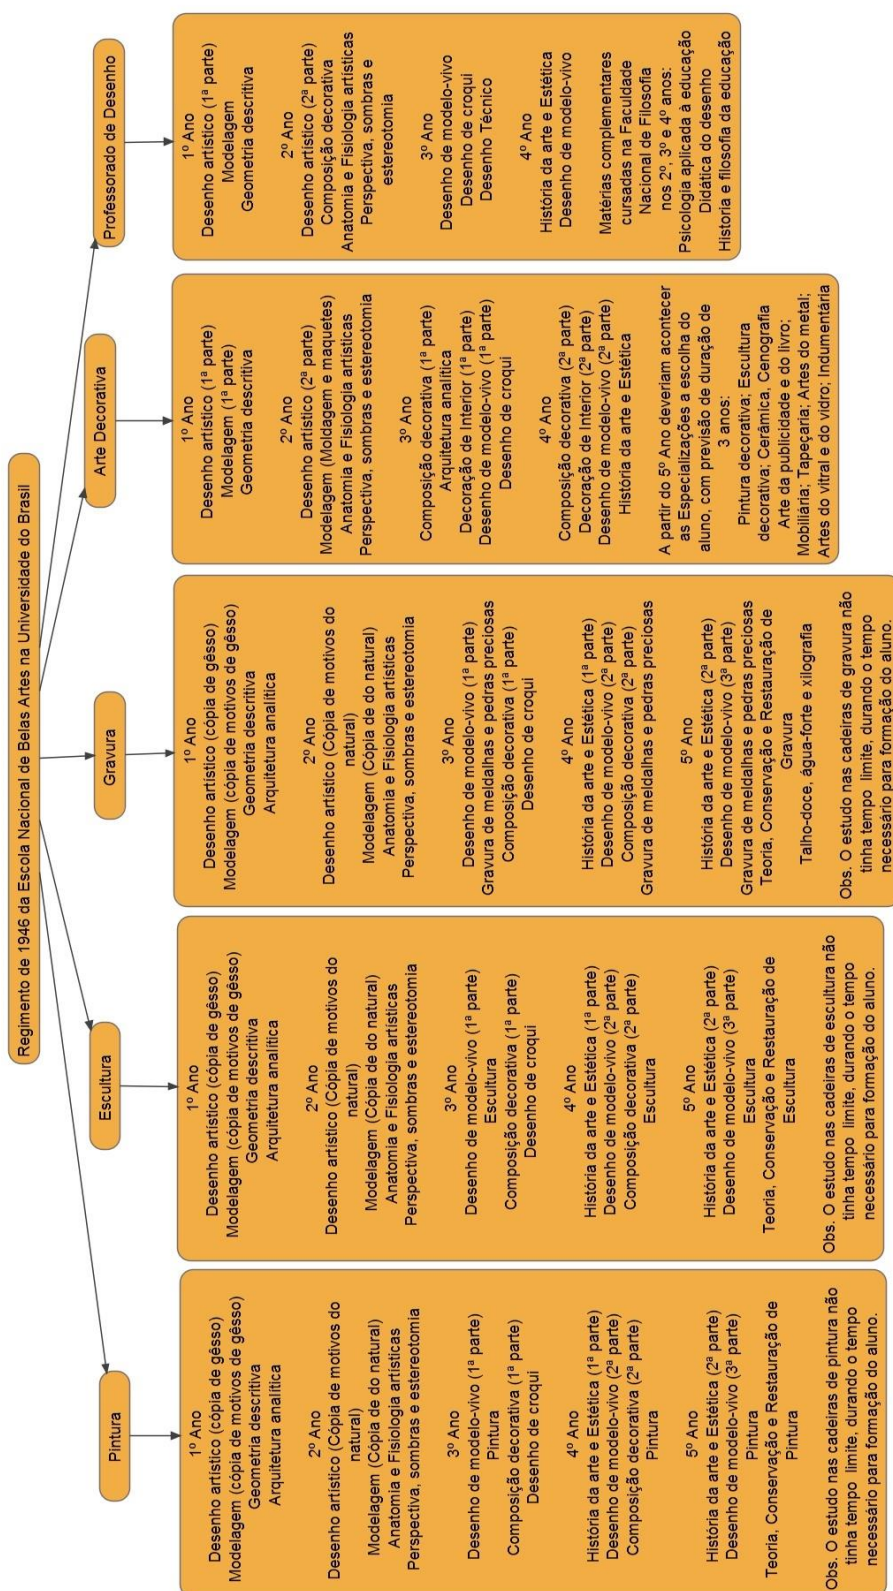 Regimento de 1946 da Escola Nacional de Belas Artes na Universidade do Brasil
Pintura
1º Ano
Desenho artístico (cópia de gêsso)
Modelagem (cópia de motivos de gêsso)
Geometria descritiva
Arquitetura analítica
2º Ano
Desenho artístico (Cópia de motivos do
natural)
Modelagem (Cópia de do natural)
Anatomia e Fisiologia artísticas
Perspectiva, sombras e estereotomia
3º Ano
Desenho de modelo-vivo (1ª parte)
Pintura
Composição decorativa (1ª parte)
Desenho de croqui
4º Ano
História da arte e Estética (1ª parte)
Desenho de modelo-vivo (2ª parte)
Composição decorativa (2ª parte)
Pintura
5º Ano
História da arte e Estética (2ª parte)
Desenho de modelo-vivo (3ª parte)
Pintura
Teoria, Conservação e Restauração de
Pintura
Obs. O estudo nas cadeiras de pintura não
tinha tempo limite, durando o tempo
necessário para formação do aluno.
Escultura
1º Ano
Desenho artístico (cópia de gêsso)
Modelagem (cópia de motivos de gêsso)
Geometria descritiva
Arquitetura analítica
2º Ano
Desenho artístico (Cópia de motivos do
natural)
Modelagem (Cópia de do natural)
Anatomia e Fisiologia artísticas
Perspectiva, sombras e estereotomia
3º Ano
Desenho de modelo-vivo (1ª parte)
Escultura
Composição decorativa (1ª parte)
Desenho de croqui
4º Ano
História da arte e Estética (1ª parte)
Desenho de modelo-vivo (2ª parte)
Composição decorativa (2ª parte)
Escultura
5º Ano
História da arte e Estética (2ª parte)
Desenho de modelo-vivo (3ª parte)
Escultura
Teoria, Conservação e Restauração de
Escultura
Obs. O estudo nas cadeiras de escultura não
tinha tempo limite, durando o tempo
necessário para formação do aluno.
Gravura
1º Ano
Desenho artístico (cópia de gêsso)
Modelagem (cópia de motivos de gêsso)
Geometria descritiva
Arquitetura analítica
2º Ano
Desenho artístico (Cópia de motivos do
natural)
Modelagem (Cópia de do natural)
Anatomia e Fisiologia artísticas
Perspectiva, sombras e estereotomia
3º Ano
Desenho de modelo-vivo (1ª parte)
Gravura de meldalhas e pedras preciosas
Composição decorativa (1ª parte)
Desenho de croqui
4º Ano
História da arte e Estética (1ª parte)
Desenho de modelo-vivo (2ª parte)
Composição decorativa (2ª parte)
Gravura de meldalhas e pedras preciosas
5º Ano
História da arte e Estética (2ª parte)
Desenho de modelo-vivo (3ª parte)
Gravura de meldalhas e pedras preciosas
Teoria, Conservação e Restauração de
Gravura
Talho-doce, água-forte e xilografia
Obs. O estudo nas cadeiras de gravura não
tinha tempo limite, durando o tempo
necessário para formação do aluno.
Arte Decorativa
1º Ano
Desenho artístico (1ª parte)
Modelagem (1ª parte)
Geometria descritiva
2º Ano
Desenho artístico (2ª parte)
Modelagem (Moldagem e maquetes)
Anatomia e Fisiologia artísticas
Perspectiva, sombras e estereotomia
3º Ano
Composição decorativa (1ª parte)
Arquitetura analítica
Decoração de Interior (1ª parte)
Desenho de modelo-vivo (1ª parte)
Desenho de croqui
4º Ano
Composição decorativa (2ª parte)
Decoração de Interior (2ª parte)
Desenho de modelo-vivo (2ª parte)
História da arte e Estética
A partir do 5º Ano deveriam acontecer
as Especializações a escolha do
aluno, com previsão de duração de
3 anos:
Pintura decorativa; Escultura
decorativa; Cerâmica, Cenografia
Arte da publicidade e do livro;
Mobiliária; Tapeçaria; Artes do metal;
Artes do vitral e do vidro; Indumentária
Professorado de Desenho
1º Ano
Desenho artístico (1ª parte)
Modelagem
Geometria descritiva
2º Ano
Desenho artístico (2ª parte)
Composição decorativa
Anatomia e Fisiologia artísticas
Perspectiva, sombras e
estereotomia
3º Ano
Desenho de modelo-vivo
Desenho de croqui
Desenho Técnico
4º Ano
História da arte e Estética
Desenho de modelo-vivo
Matérias complementares
cursadas na Faculdade
Nacional de Filosofia
nos 2º, 3º e 4º anos:
Psicologia aplicada à educação
Didática do desenho
Historia e filosofia da educação